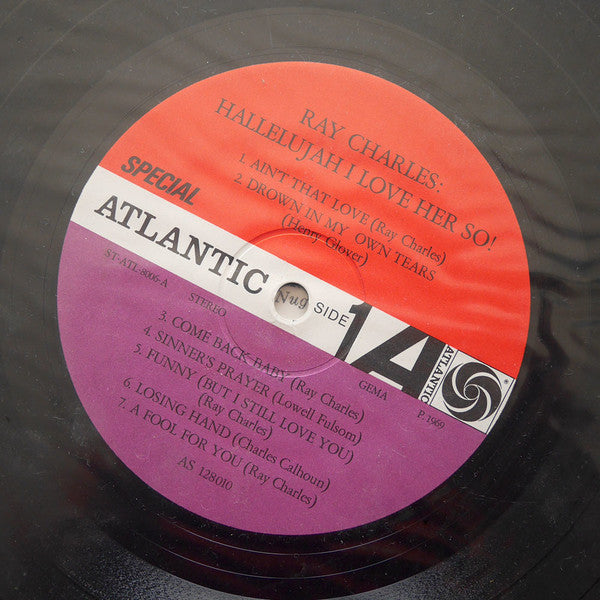 RAY CHARLES:
HALLELUJAH I LOVE HER SO!
1. AIN'T THAT LOVE (Ray Charles)
2. DROWN IN MY OWN TEARS
(Henry Glover)
SPECIAL
ATLANTIC
Nug
SIDE
1A
ATLANTIC
ST-ATL-8006-A
STEREO
GEMA
P. 1969
3. COME BACK BABY (Ray Charles)
4. SINNER'S PRAYER (Lowell Fulsom)
5. FUNNY (BUT I STILL LOVE YOU)
(Ray Charles)
6. LOSING HAND (Charles Calhoun)
7. A FOOL FOR YOU (Ray Charles)
AS 128010